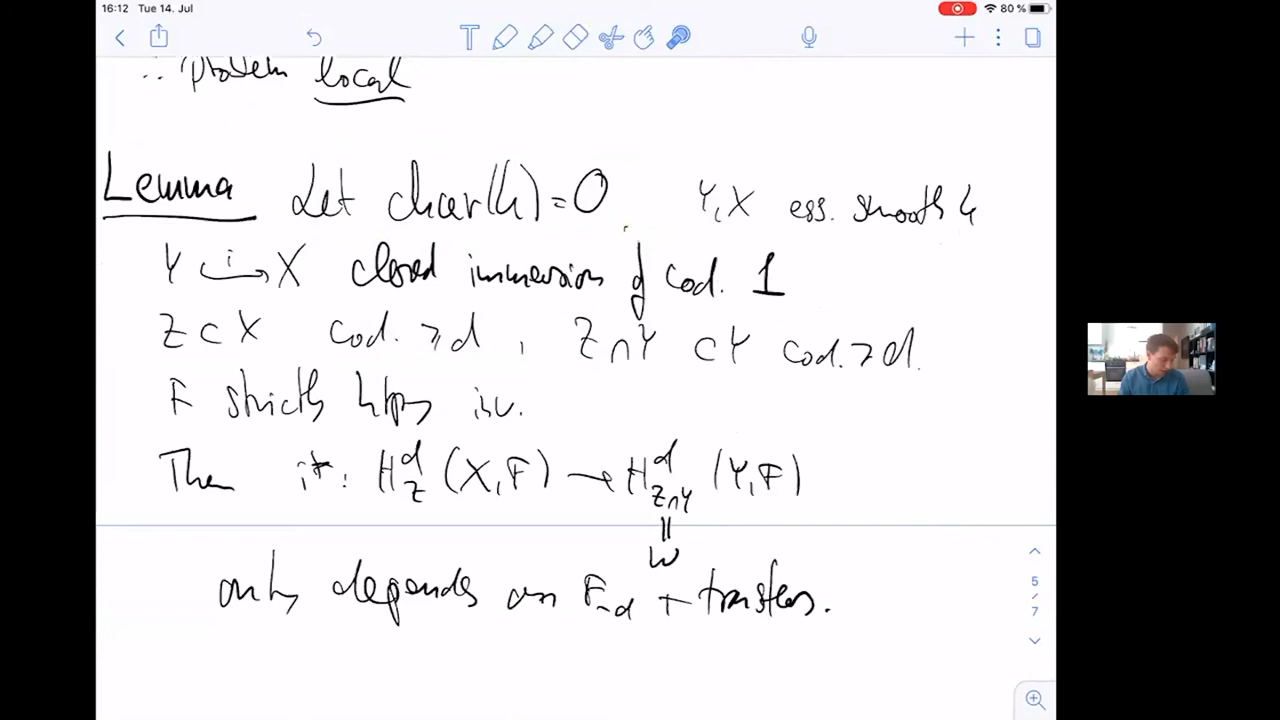 16:12 Tue 14. Jul
80 %
∴ problem local
Lemma Let char(k) = 0 Y, X ess. smooth
Y ↪ X closed immersion of cod. 1
i
Z ⊂ X cod. ≥ d, Z ∩ Y ⊂ Y cod. ≥ d.
F strictly htpy inv.
Then i*: H^d_Z (X, F) → H^d_{Z∩Y} (Y, F)
||
W
only depends on F_{-d} + transfers.
5
/
7